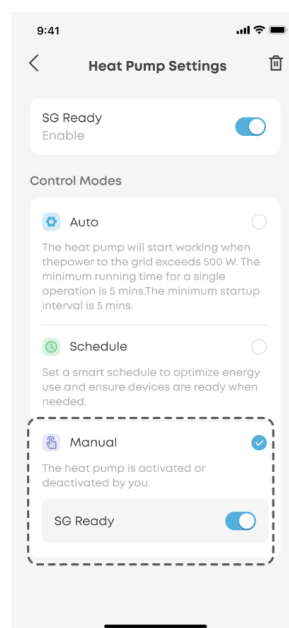 9:41
Heat Pump Settings
SG Ready
Enable
Control Modes
Auto
The heat pump will start working when
thepower to the grid exceeds 500 W. The
minimum running time for a single
operation is 5 mins.The minimum startup
interval is 5 mins.
Schedule
Set a smart schedule to optimize energy
use and ensure devices are ready when
needed.
Manual
The heat pump is activated or
deactivated by you.
SG Ready